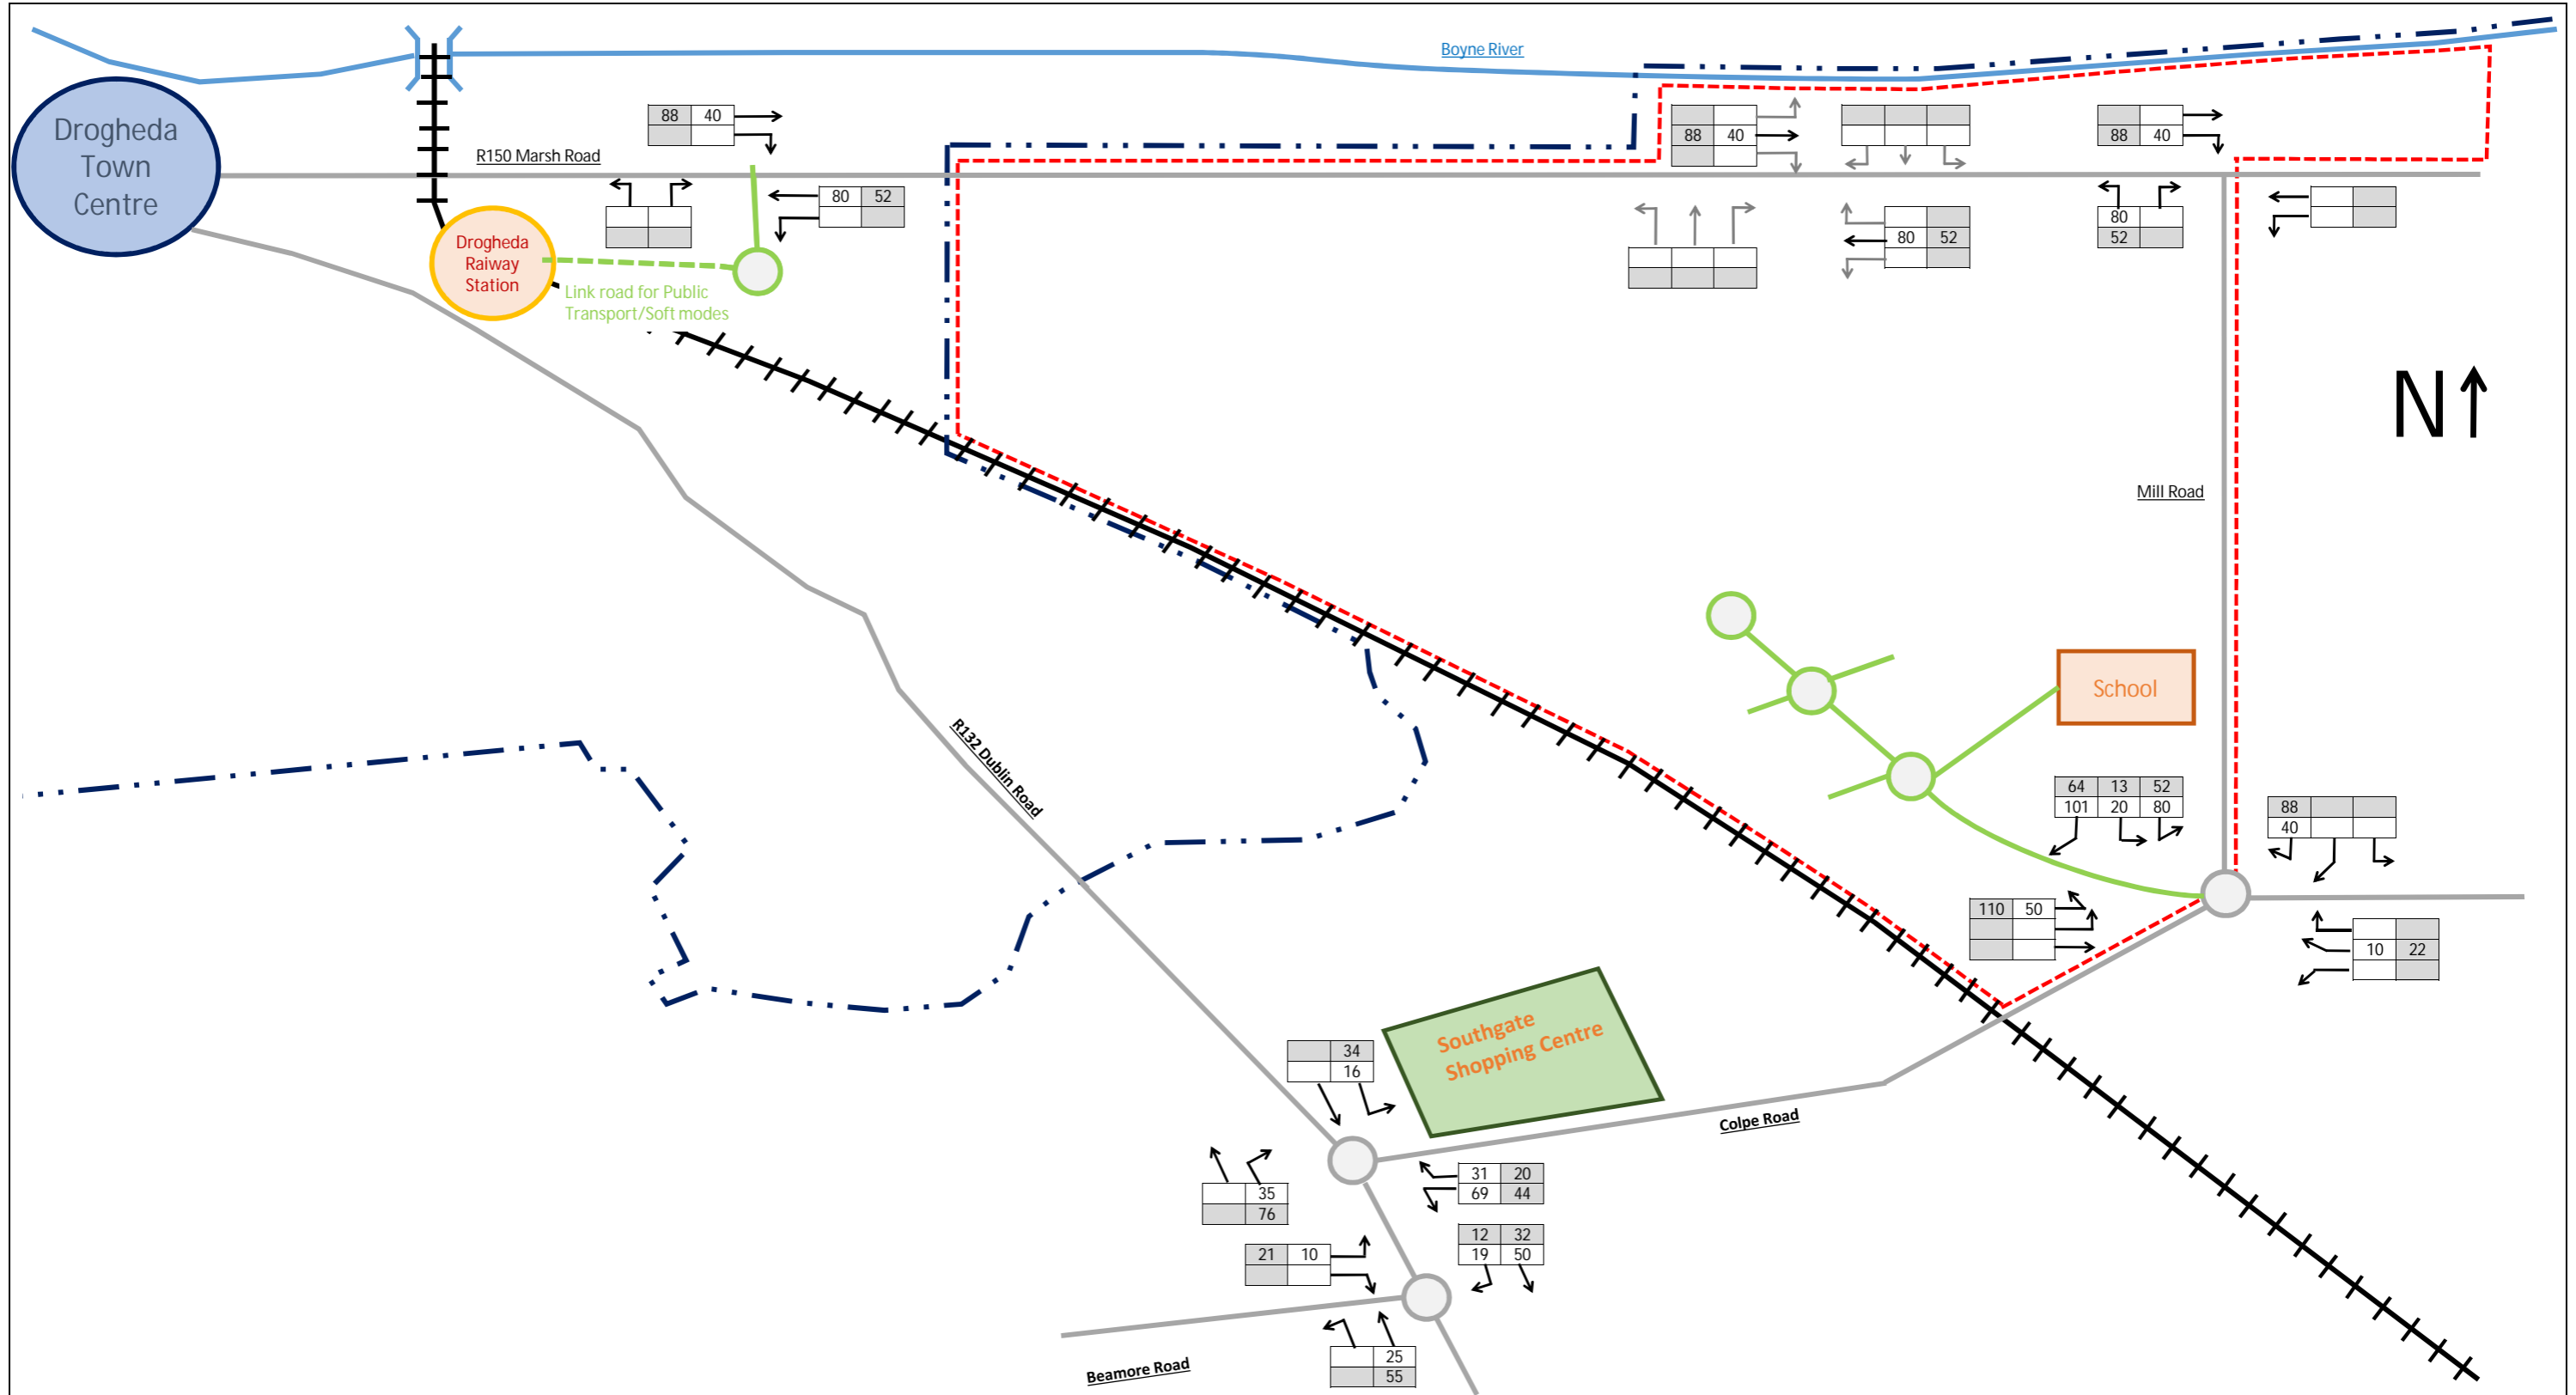 Boyne River
Drogheda
Town
Centre
88 40
R150 Marsh Road
88 40
88 40
80 52
80 52
80
52
Drogheda
Raiway
Station
Link road for Public
Transport/Soft modes
N
Mill Road
School
R132 Dublin Road
64 13 52
101 20 80
88
40
110 50
10 22
Southgate
Shopping Centre
34
16
Colpe Road
31 20
69 44
35
76
12 32
19 50
21 10
25
55
Beamore Road